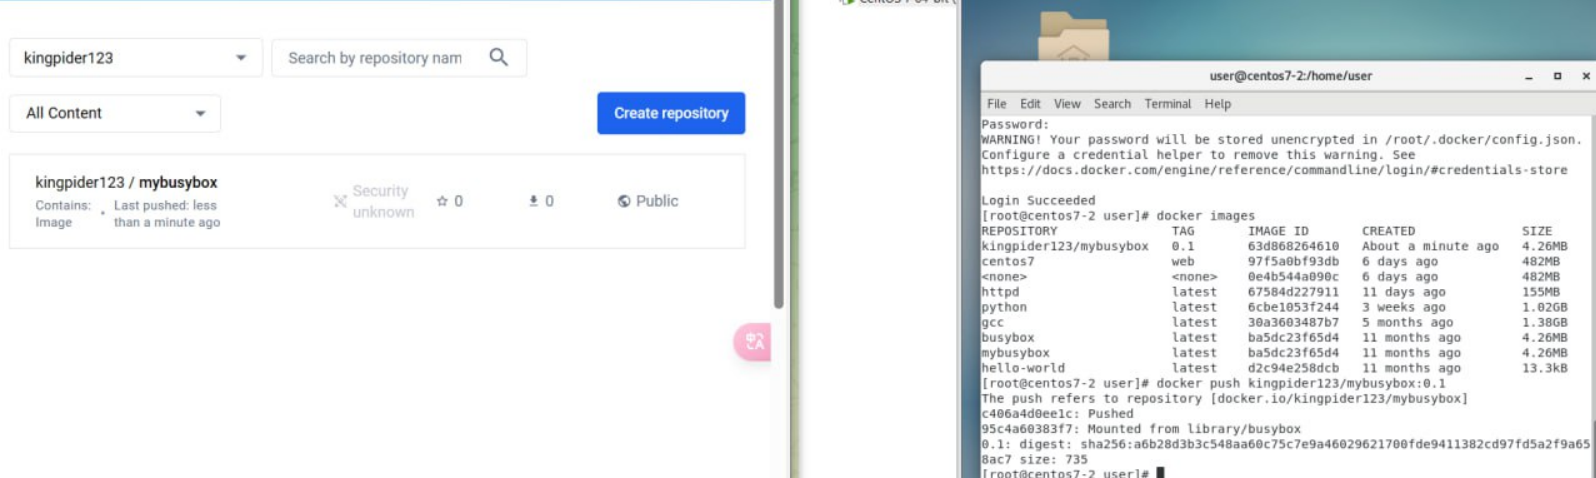 kingpider123
Search by repository nam
All Content
Create repository
kingpider123 / mybusybox
Contains: Image
Last pushed: less than a minute ago
Security unknown
0
0
Public
CentOS 7 64-bit (
user@centos7-2:/home/user
File Edit View Search Terminal Help
Password:
WARNING! Your password will be stored unencrypted in /root/.docker/config.json.
Configure a credential helper to remove this warning. See
https://docs.docker.com/engine/reference/commandline/login/#credentials-store
Login Succeeded
[root@centos7-2 user]# docker images
REPOSITORY TAG IMAGE ID CREATED SIZE
kingpider123/mybusybox 0.1 63d868264610 About a minute ago 4.26MB
centos7 web 97f5a0bf93db 6 days ago 482MB
<none> <none> 0e4b544a090c 6 days ago 482MB
httpd latest 67584d227911 11 days ago 155MB
python latest 6cbe1053f244 3 weeks ago 1.02GB
gcc latest 30a3603487b7 5 months ago 1.38GB
busybox latest ba5dc23f65d4 11 months ago 4.26MB
mybusybox latest ba5dc23f65d4 11 months ago 4.26MB
hello-world latest d2c94e258dcb 11 months ago 13.3kB
[root@centos7-2 user]# docker push kingpider123/mybusybox:0.1
The push refers to repository [docker.io/kingpider123/mybusybox]
c406a4d0ee1c: Pushed
95c4a60383f7: Mounted from library/busybox
0.1: digest: sha256:a6b28d3b3c548aa60c75c7e9a46029621700fde9411382cd97fd5a2f9a65
8ac7 size: 735
[root@centos7-2 user]#